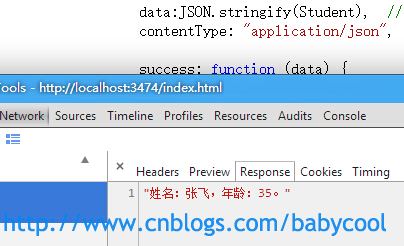 data:JSON.stringify(Student), //
contentType: "application/json",
success: function (data) {
Tools - http://localhost:3474/index.html
Network Sources Timeline Profiles Resources Audits Console
× Headers Preview Response Cookies Timing
1 "姓名：张飞，年龄：35。"
http://www.cnblogs.com/babycool